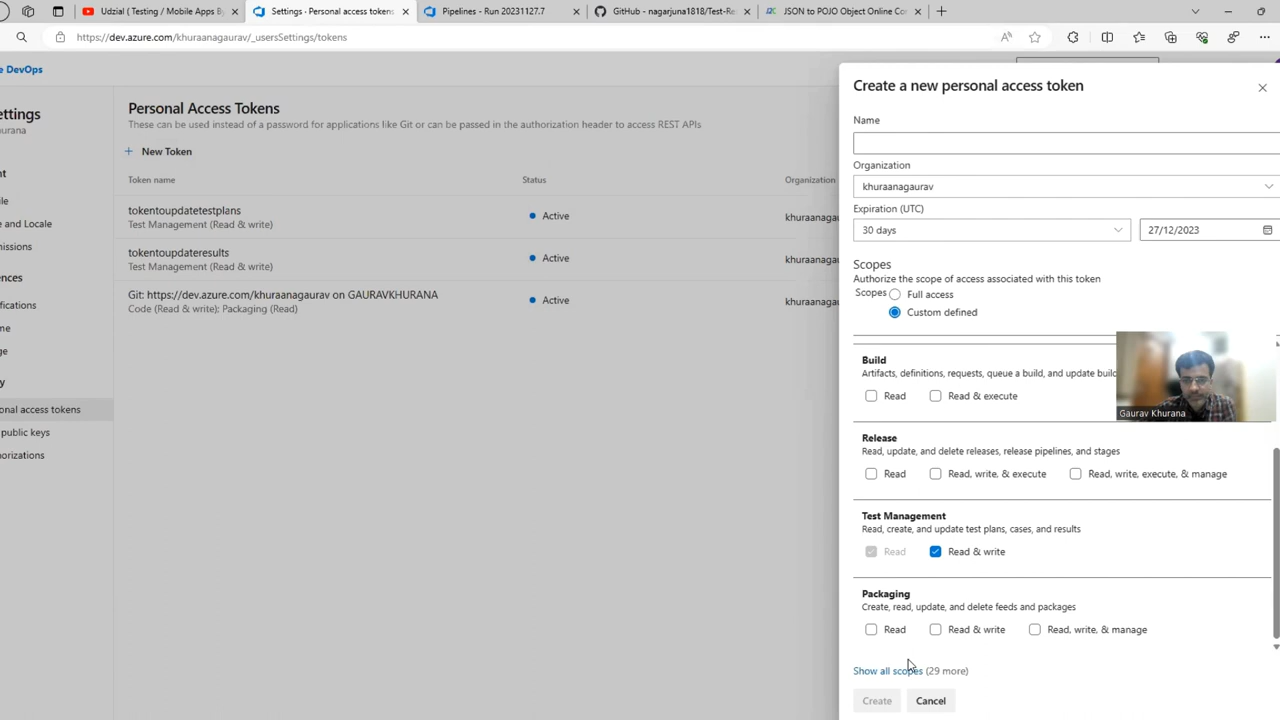 Udzial ( Testing / Mobile Apps By
Settings · Personal access tokens
Pipelines - Run 20231127.7
GitHub - nagarjuna1818/Test-Re
JSON to POJO Object Online Co
https://dev.azure.com/khuraanagaurav/_usersSettings/tokens
e DevOps
ettings
hurana
nt
le
e and Locale
issions
nces
ifications
me
ge
y
onal access tokens
public keys
horizations
Personal Access Tokens
These can be used instead of a password for applications like Git or can be passed in the authorization header to access REST APIs
+ New Token
Token name Status Organization
tokentoupdatetestplans
Test Management (Read & write)
Active
khuraanagau
tokentoupdateresults
Test Management (Read & write)
Active
khuraanagau
Git: https://dev.azure.com/khuraanagaurav on GAURAVKHURANA
Code (Read & write): Packaging (Read)
Active
khuraanagau
Create a new personal access token
Name
Organization
khuraanagaurav
Expiration (UTC)
30 days
27/12/2023
Scopes
Authorize the scope of access associated with this token
Scopes Full access
Custom defined
Build
Artifacts, definitions, requests, queue a build, and update buil
Read Read & execute
Gaurav Khurana
Release
Read, update, and delete releases, release pipelines, and stages
Read Read, write, & execute Read, write, execute, & manage
Test Management
Read, create, and update test plans, cases, and results
Read Read & write
Packaging
Create, read, update, and delete feeds and packages
Read Read & write Read, write, & manage
Show all scopes (29 more)
Create Cancel